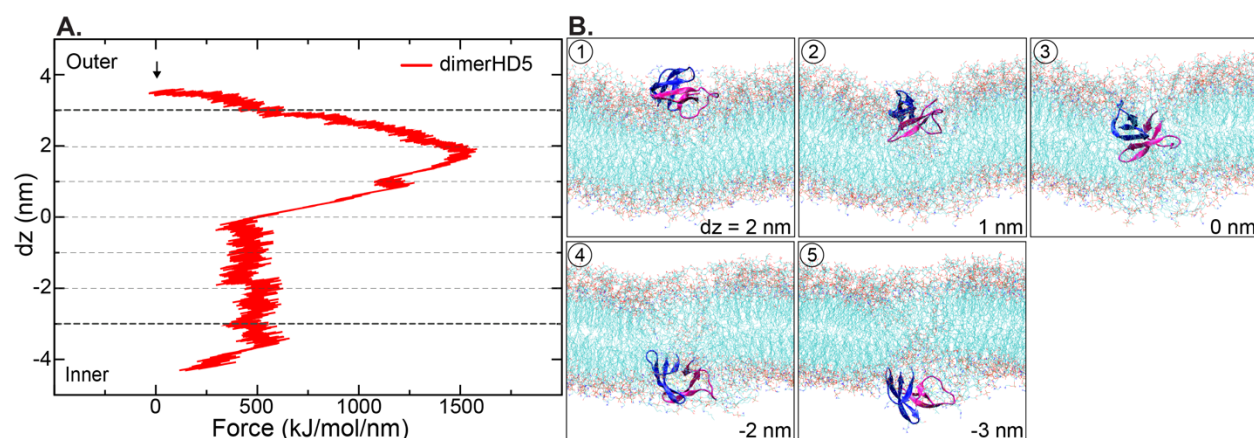 A.
Outer
dimerHD5
4
2
0
-2
-4
dz (nm)
Inner
0
500
1000
1500
Force (kJ/mol/nm)
B.
1
dz = 2 nm
2
1 nm
3
0 nm
4
-2 nm
5
-3 nm